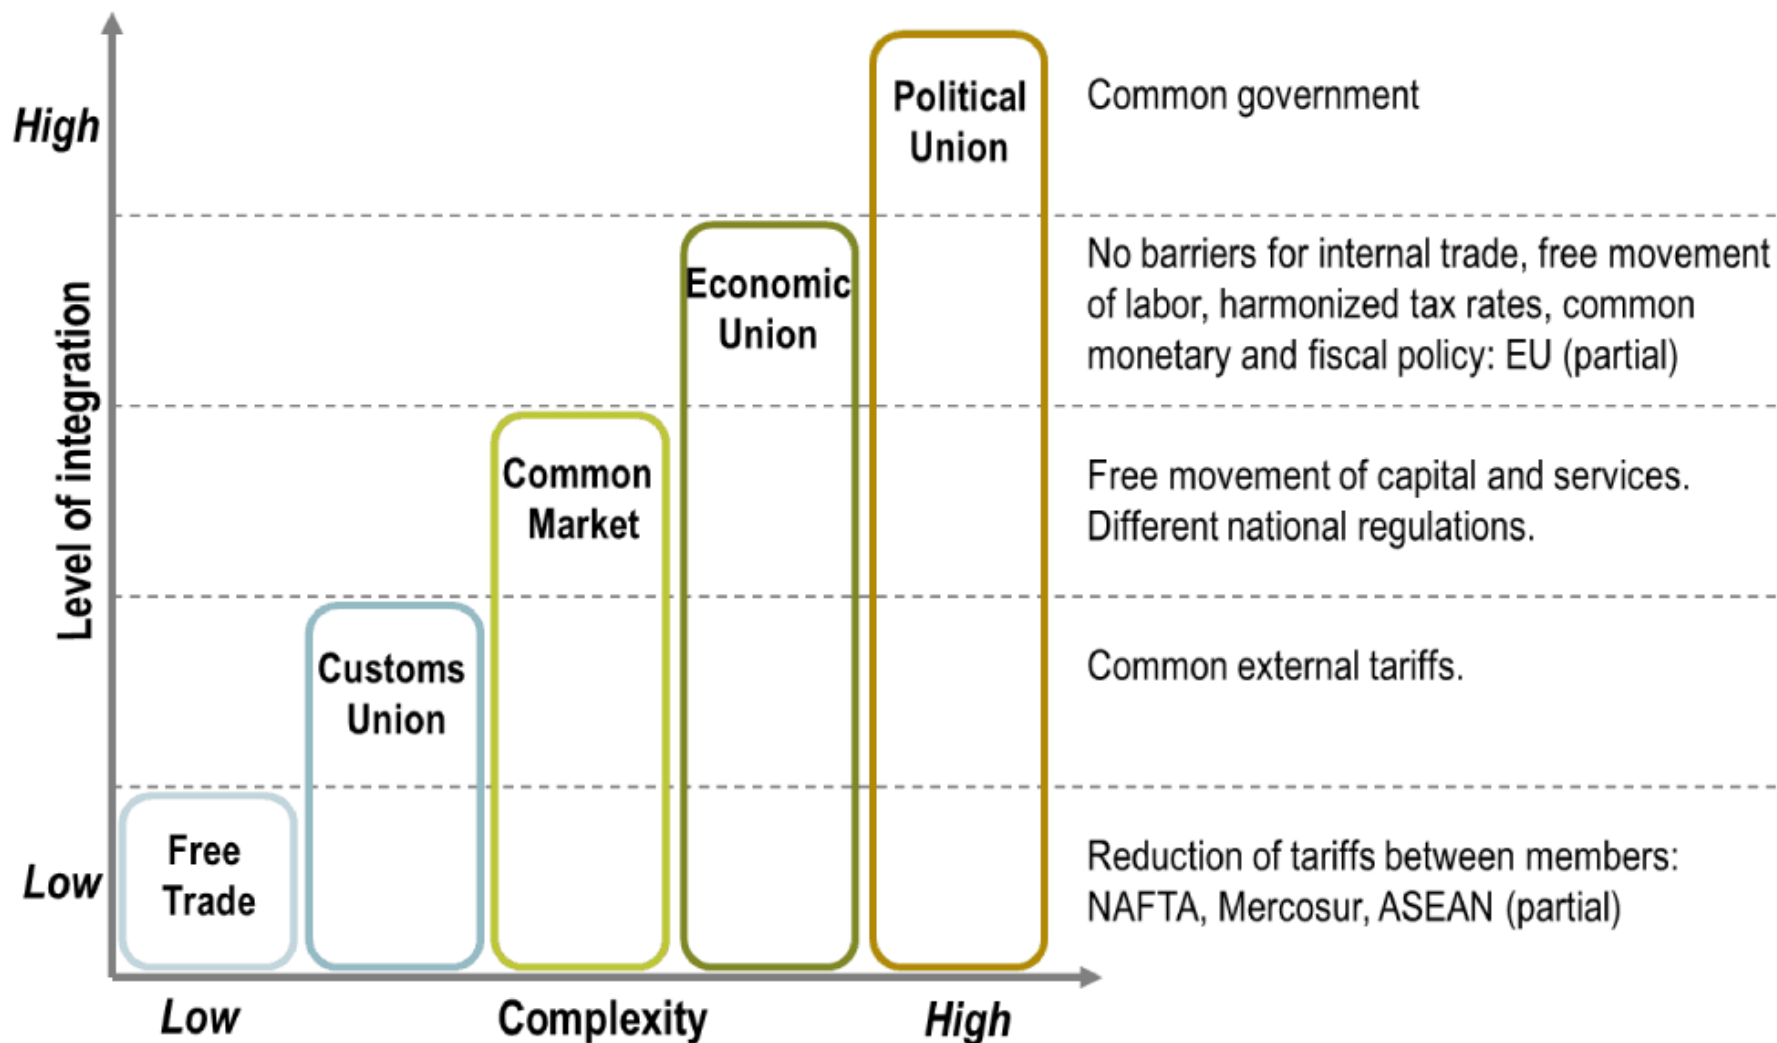 High
Political
Union
Common government
Level of integration
Economic
Union
No barriers for internal trade, free movement
of labor, harmonized tax rates, common
monetary and fiscal policy: EU (partial)
Common
Market
Free movement of capital and services.
Different national regulations.
Customs
Union
Common external tariffs.
Free
Trade
Low
Reduction of tariffs between members:
NAFTA, Mercosur, ASEAN (partial)
Low
Complexity
High